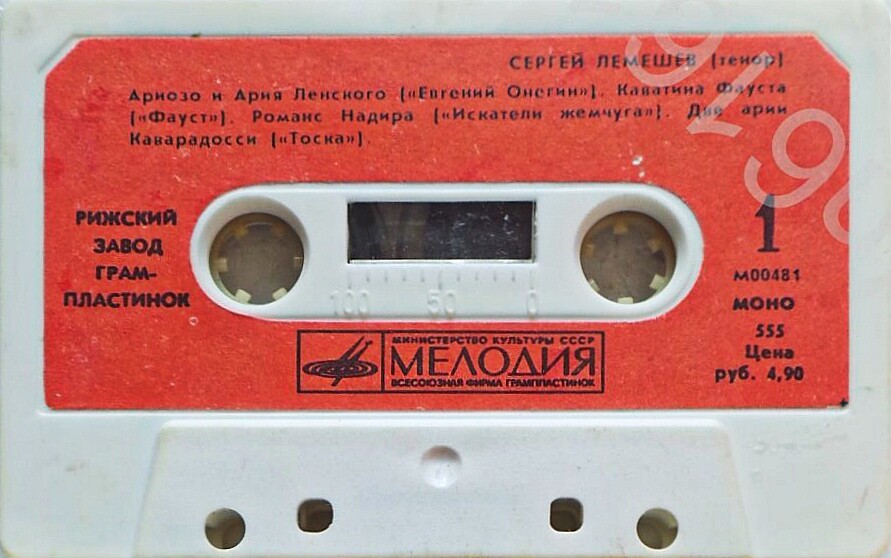 СЕРГЕЙ ЛЕМЕШЕВ (тенор)
Ариозо и Ария Ленского («Евгений Онегин»). Каватина Фауста
(«Фауст»). Романс Надира («Искатели жемчуга»). Две арии
Каварадосси («Тоска»).
РИЖСКИЙ
ЗАВОД
ГРАМ-
ПЛАСТИНОК
100 50 0
1
М00481
МОНО
555
Цена
руб. 4,90
МИНИСТЕРСТВО КУЛЬТУРЫ СССР
МЕЛОДИЯ
ВСЕСОЮЗНАЯ ФИРМА ГРАМПЛАСТИНОК